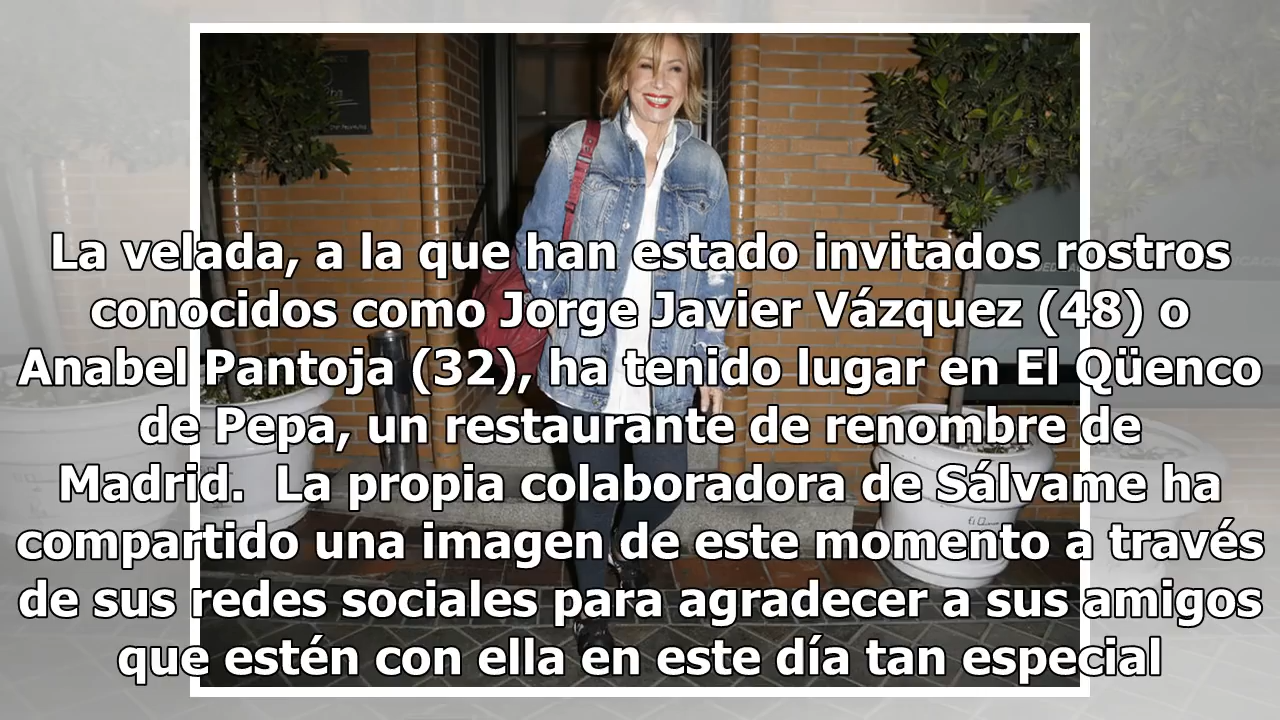 La velada, a la que han estado invitados rostros
conocidos como Jorge Javier Vázquez (48) o
Anabel Pantoja (32), ha tenido lugar en El Qüenco
de Pepa, un restaurante de renombre de
Madrid.  La propia colaboradora de Sálvame ha
compartido una imagen de este momento a través
de sus redes sociales para agradecer a sus amigos
que estén con ella en este día tan especial